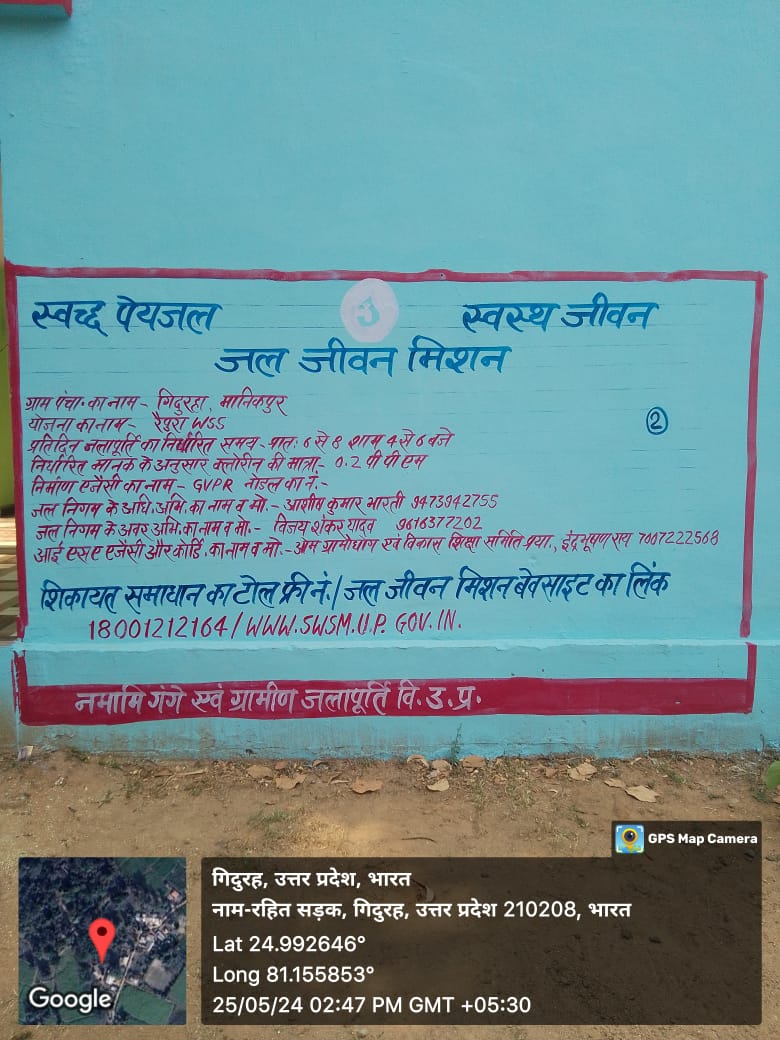 स्वच्छ पेयजल स्वस्थ जीवन
जल जीवन मिशन
ग्राम पंचा. का नाम - गिदुरहा, मानिकपुर
योजना का नाम - रैपुरा WSS
②
प्रतिदिन जलापूर्ति का निर्धारित समय - प्रातः 6 से 8 शाम 4 से 6 बजे
निर्धारित मानक के अनुसार क्लोरीन की मात्रा - 0.2 पी पी एम
निर्माण एजेंसी का नाम - GVPR नोडल का नं. -
जल निगम के अधि. अभि. का नाम व मो. - आशीष कुमार भारती 9473942755
जल निगम के अवर अभि. का नाम व मो. - विजय शंकर यादव 9616377202
आई एस ए एजेंसी और कोर्डि. का नाम व मो. - ओम ग्रामोद्योग एवं विकास शिक्षा समिति प्रया., इंदुभूषण राय 7007222568
शिकायत समाधान का टोल फ्री नं. / जल जीवन मिशन बेवसाइट का लिंक
18001212164 / WWW.SWSM.U.P. GOV.IN.
नमामि गंगे एवं ग्रामीण जलापूर्ति वि. उ. प्र.
GPS Map Camera
गिदुरह, उत्तर प्रदेश, भारत
नाम-रहित सड़क, गिदुरह, उत्तर प्रदेश 210208, भारत
Lat 24.992646°
Long 81.155853°
25/05/24 02:47 PM GMT +05:30
Google